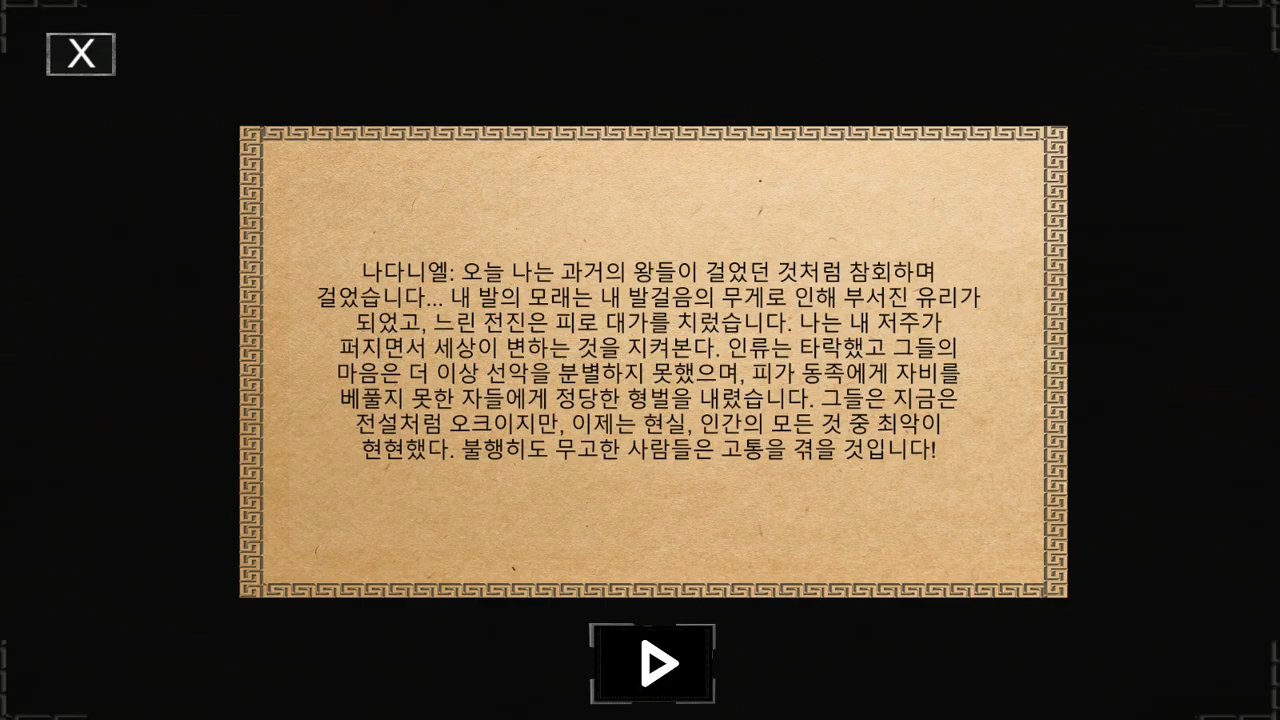 X
나다니엘: 오늘 나는 과거의 왕들이 걸었던 것처럼 참회하며
걸었습니다... 내 발의 모래는 내 발걸음의 무게로 인해 부서진 유리가
되었고, 느린 전진은 피로 대가를 치렀습니다. 나는 내 저주가
퍼지면서 세상이 변하는 것을 지켜본다. 인류는 타락했고 그들의
마음은 더 이상 선악을 분별하지 못했으며, 피가 동족에게 자비를
베풀지 못한 자들에게 정당한 형벌을 내렸습니다. 그들은 지금은
전설처럼 오크이지만, 이제는 현실, 인간의 모든 것 중 최악이
현현했다. 불행히도 무고한 사람들은 고통을 겪을 것입니다!